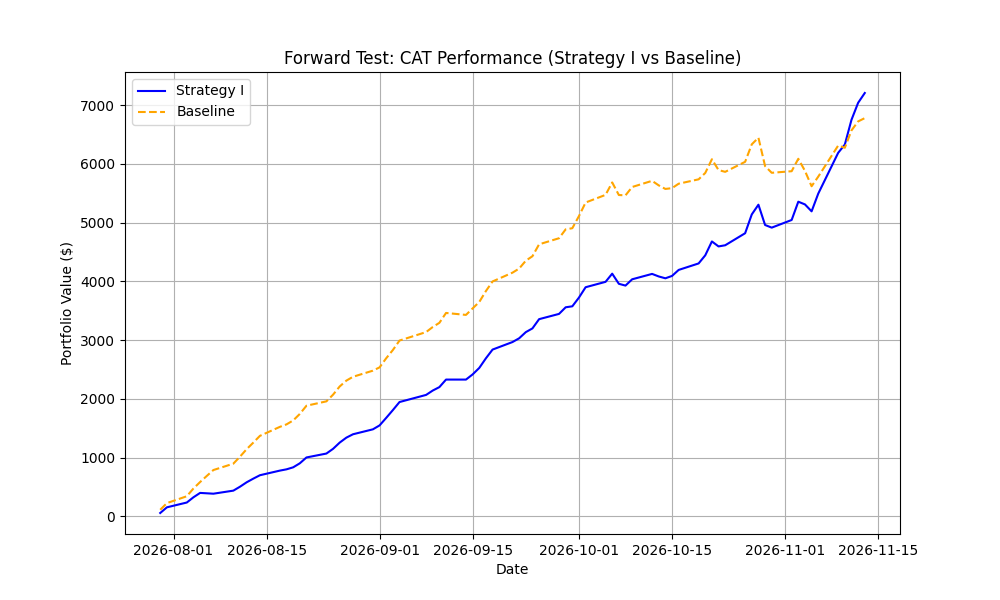 Forward Test: CAT Performance (Strategy I vs Baseline)
Strategy I
Baseline
Portfolio Value ($)
7000
6000
5000
4000
3000
2000
1000
0
2026-08-01 2026-08-15 2026-09-01 2026-09-15 2026-10-01 2026-10-15 2026-11-01 2026-11-15
Date